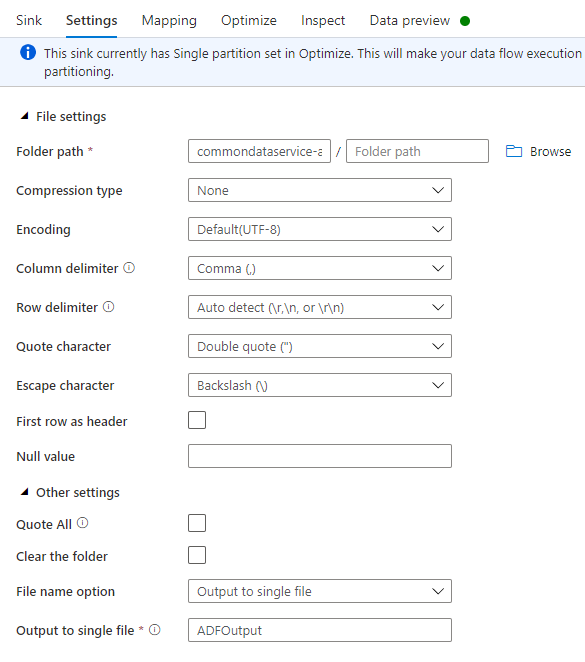 Sink Settings Mapping Optimize Inspect Data preview
This sink currently has Single partition set in Optimize. This will make your data flow execution
partitioning.
File settings
Folder path * commondataservice-a / Folder path Browse
Compression type None
Encoding Default(UTF-8)
Column delimiter Comma (,)
Row delimiter Auto detect (\r,\n, or \r\n)
Quote character Double quote (")
Escape character Backslash (\)
First row as header
Null value
Other settings
Quote All
Clear the folder
File name option Output to single file
Output to single file * ADFOutput